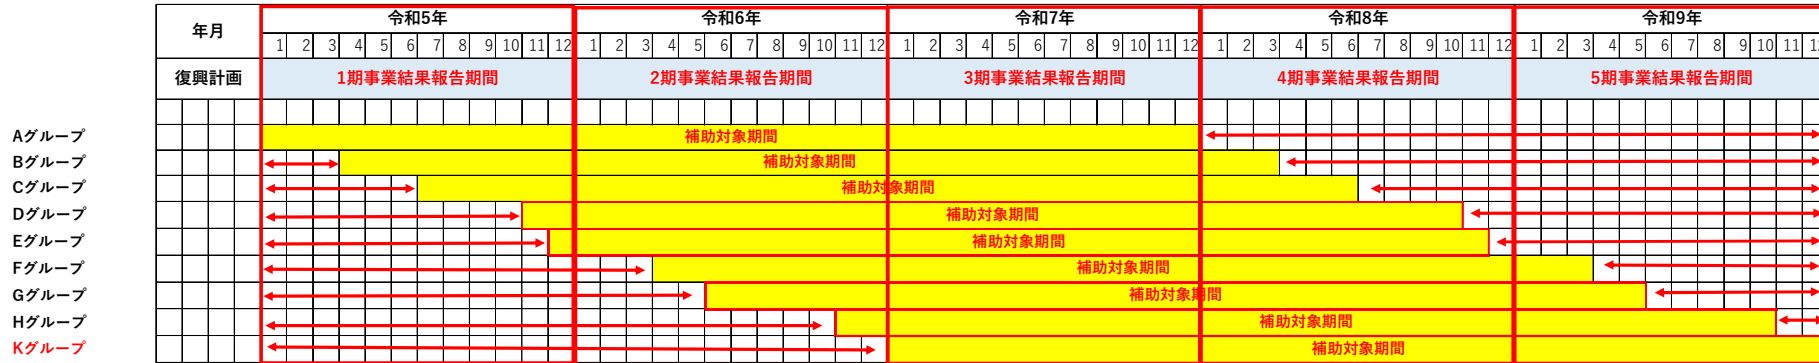 令和5年 令和6年 令和7年 令和8年 令和9年
年月
1 2 3 4 5 6 7 8 9 10 11 12 1 2 3 4 5 6 7 8 9 10 11 12 1 2 3 4 5 6 7 8 9 10 11 12 1 2 3 4 5 6 7 8 9 10 11 12 1 2 3 4 5 6 7 8 9 10 11 12
復興計画 1期事業結果報告期間 2期事業結果報告期間 3期事業結果報告期間 4期事業結果報告期間 5期事業結果報告期間
Aグループ 補助対象期間
Bグループ 補助対象期間
Cグループ 補助対象期間
Dグループ 補助対象期間
Eグループ 補助対象期間
Fグループ 補助対象期間
Gグループ 補助対象期間
Hグループ 補助対象期間
Kグループ 補助対象期間